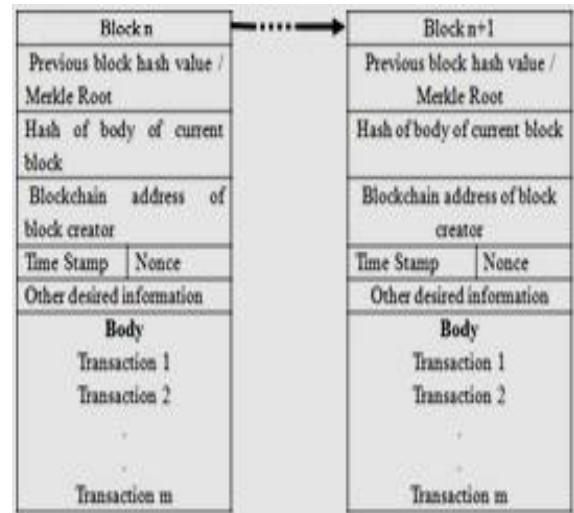 Block n
Previous block hash value /
Merkle Root
Hash of body of current
block
Blockchain address of
block creator
Time Stamp Nonce
Other desired information
Body
Transaction 1
Transaction 2
.
.
Transaction m
Block n+1
Previous block hash value /
Merkle Root
Hash of body of current block
Blockchain address of block
creator
Time Stamp Nonce
Other desired information
Body
Transaction 1
Transaction 2
.
.
Transaction m